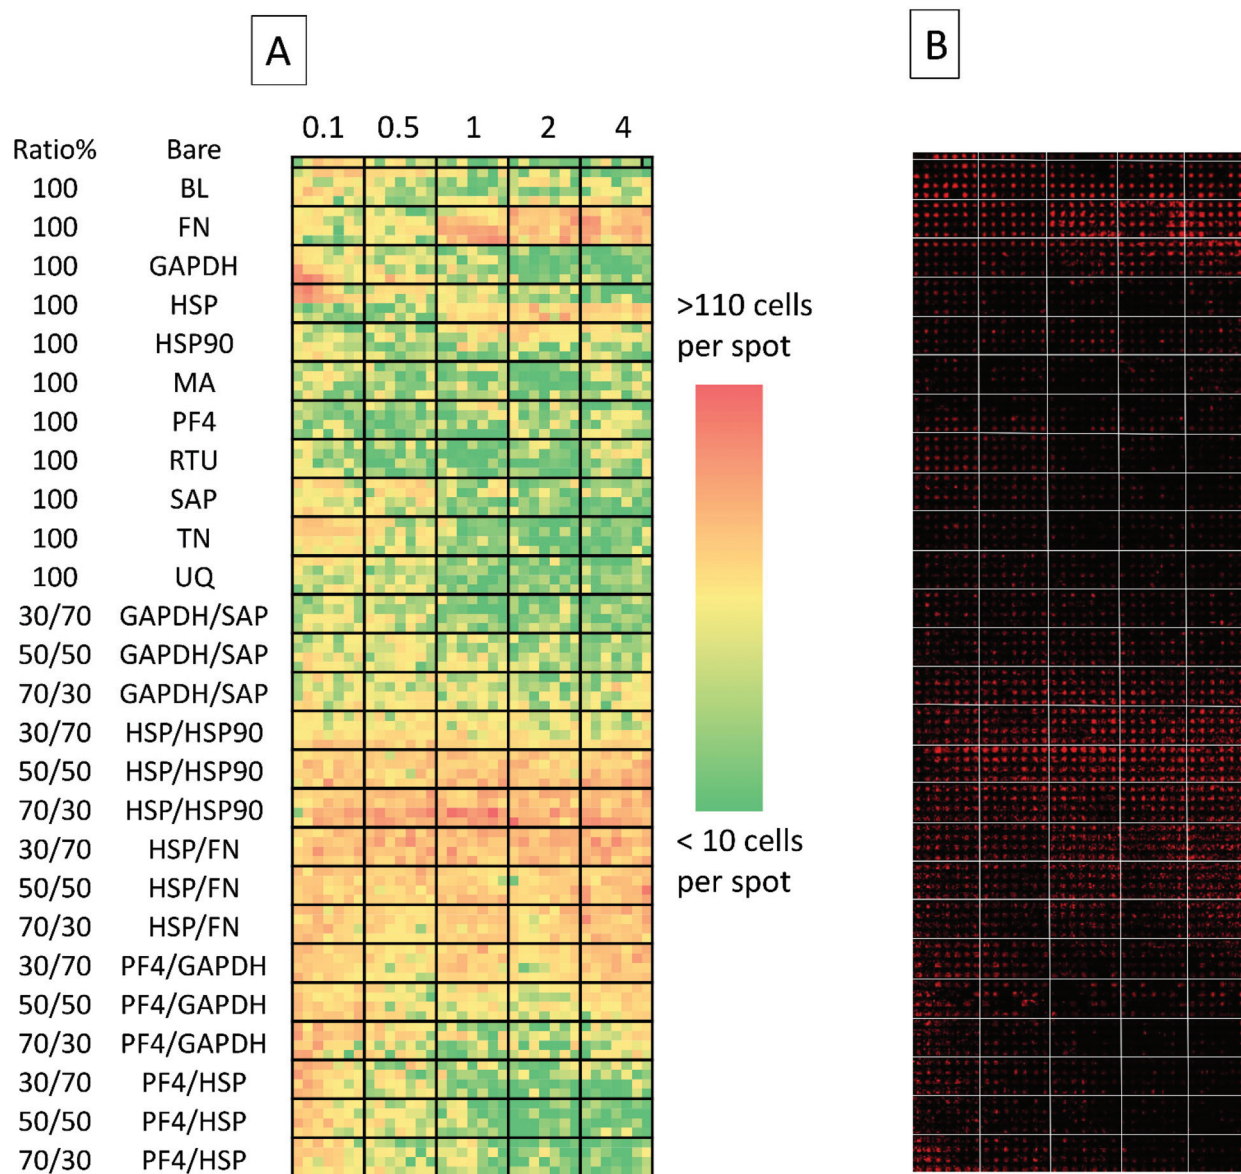 A
B
0.1 0.5 1 2 4
Ratio% Bare
100 BL
100 FN
100 GAPDH
100 HSP
100 HSP90
100 MA
100 PF4
100 RTU
100 SAP
100 TN
100 UQ
30/70 GAPDH/SAP
50/50 GAPDH/SAP
70/30 GAPDH/SAP
30/70 HSP/HSP90
50/50 HSP/HSP90
70/30 HSP/HSP90
30/70 HSP/FN
50/50 HSP/FN
70/30 HSP/FN
30/70 PF4/GAPDH
50/50 PF4/GAPDH
70/30 PF4/GAPDH
30/70 PF4/HSP
50/50 PF4/HSP
70/30 PF4/HSP
>110 cells
per spot
< 10 cells
per spot